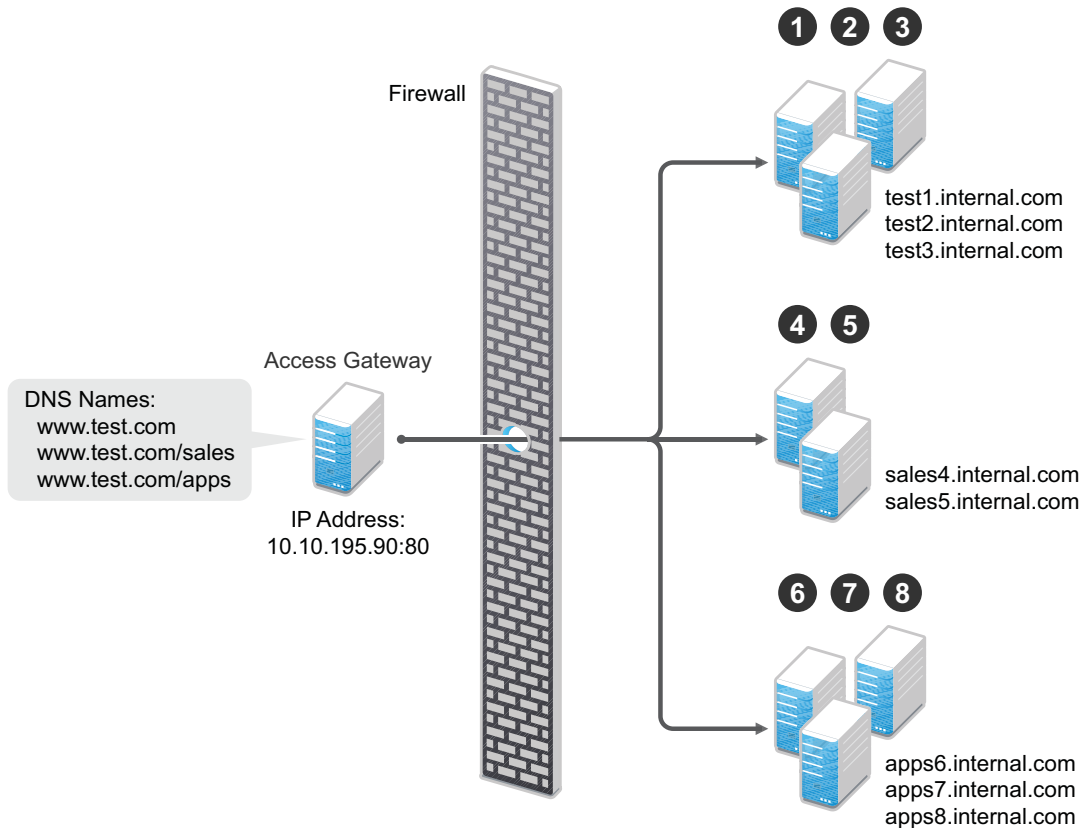 1 2 3
Firewall
test1.internal.com
test2.internal.com
test3.internal.com
4 5
Access Gateway
DNS Names:
www.test.com
www.test.com/sales
www.test.com/apps
IP Address:
10.10.195.90:80
sales4.internal.com
sales5.internal.com
6 7 8
apps6.internal.com
apps7.internal.com
apps8.internal.com